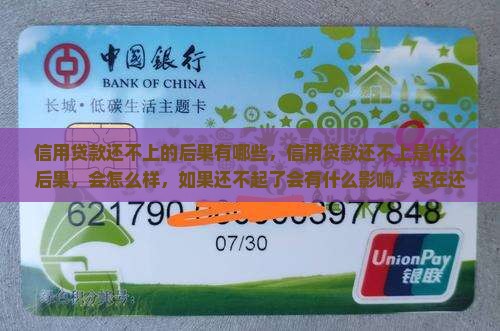 中国银行
BANK OF CHINA
长城·低碳生活主题卡
信用贷款还不上的后果有哪些，信用贷款还不上是什么
后果，会怎么样，如果还不起了会有什么影响，实在还
07/30
UnionPay
银联